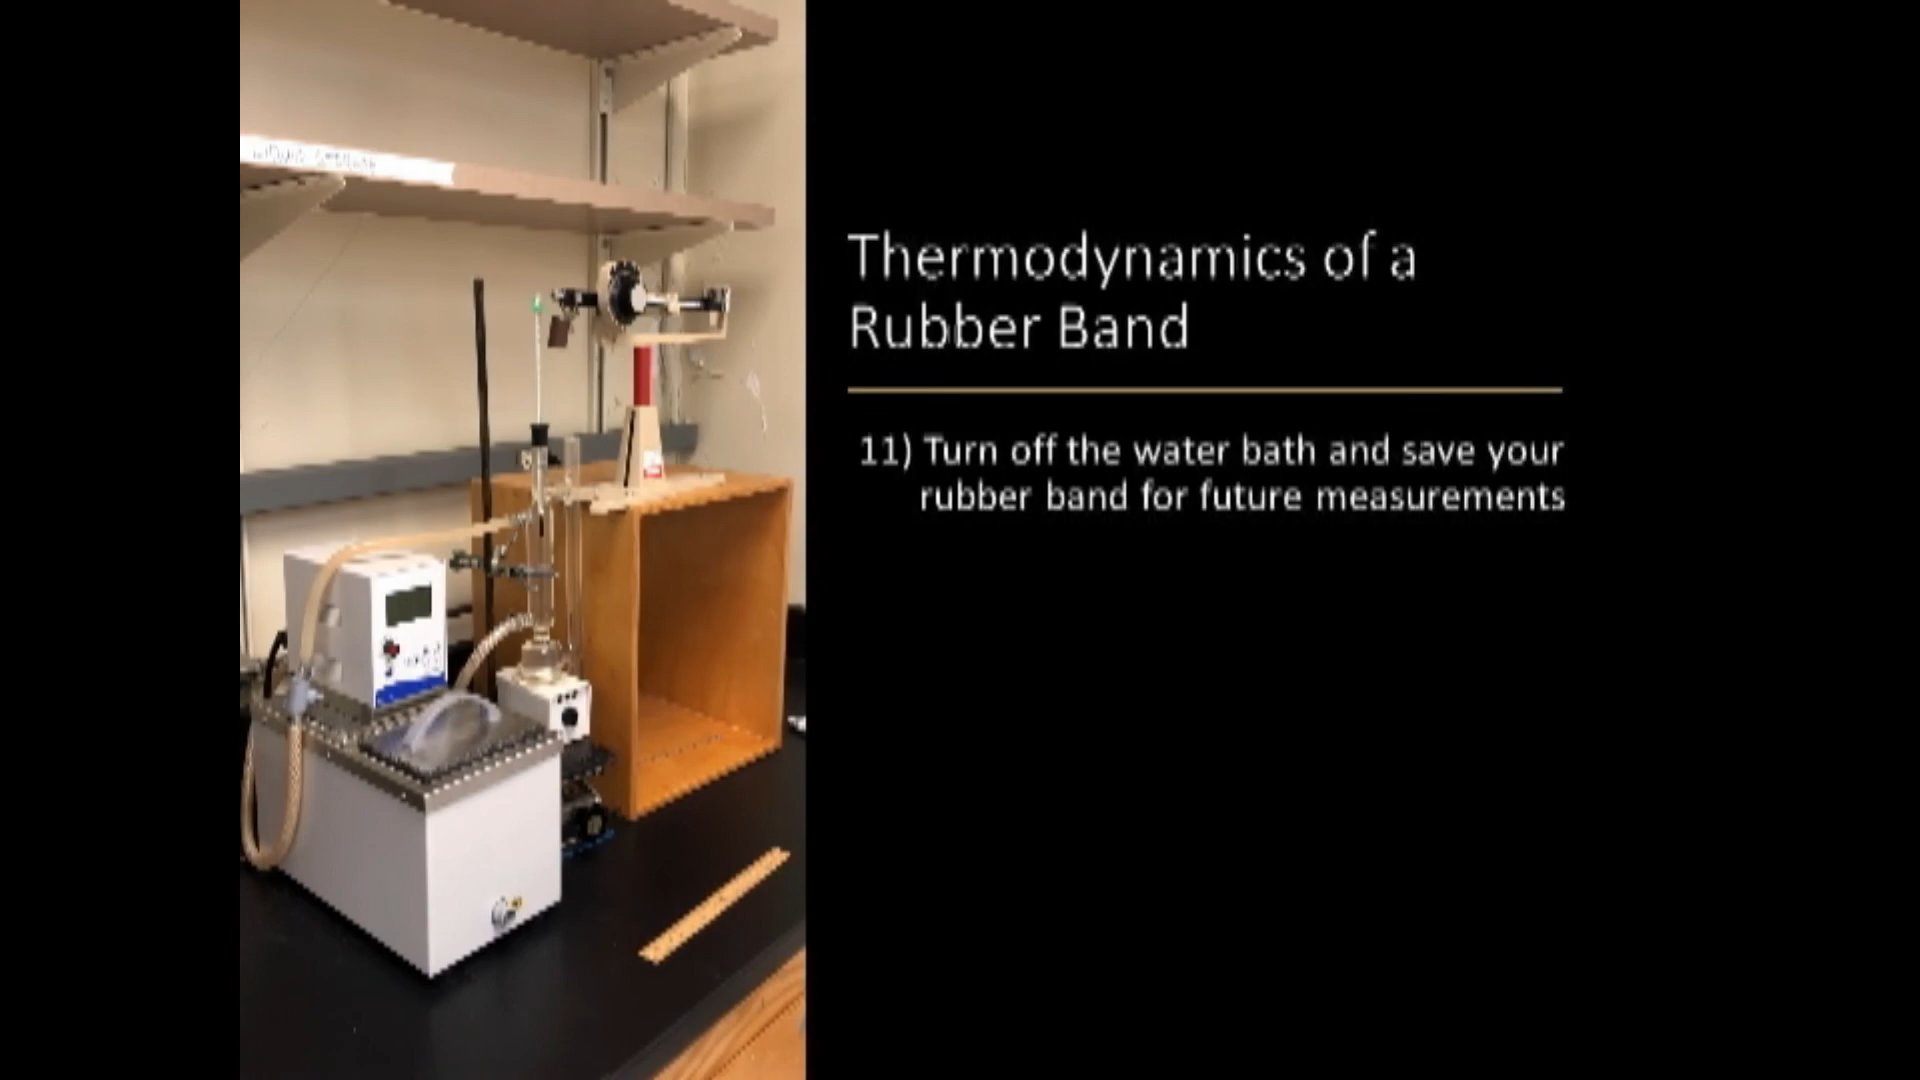 Thermodynamics of a
Rubber Band
11) Turn off the water bath and save your
rubber band for future measurements